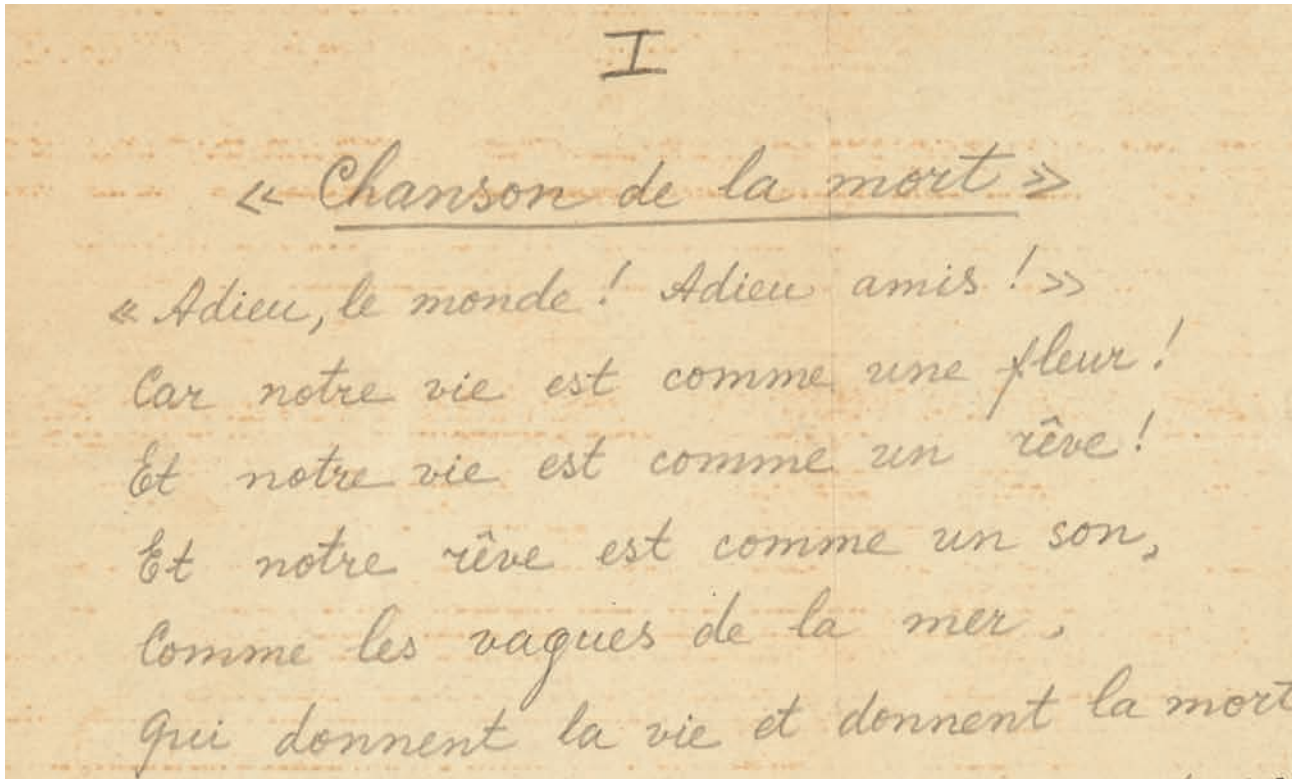 I
« Chanson de la mort »
« Adieu, le monde ! Adieu amis ! »
Car notre vie est comme une fleur !
Et notre vie est comme un rêve !
Et notre rêve est comme un son,
Comme les vagues de la mer,
Qui donnent la vie et donnent la mort